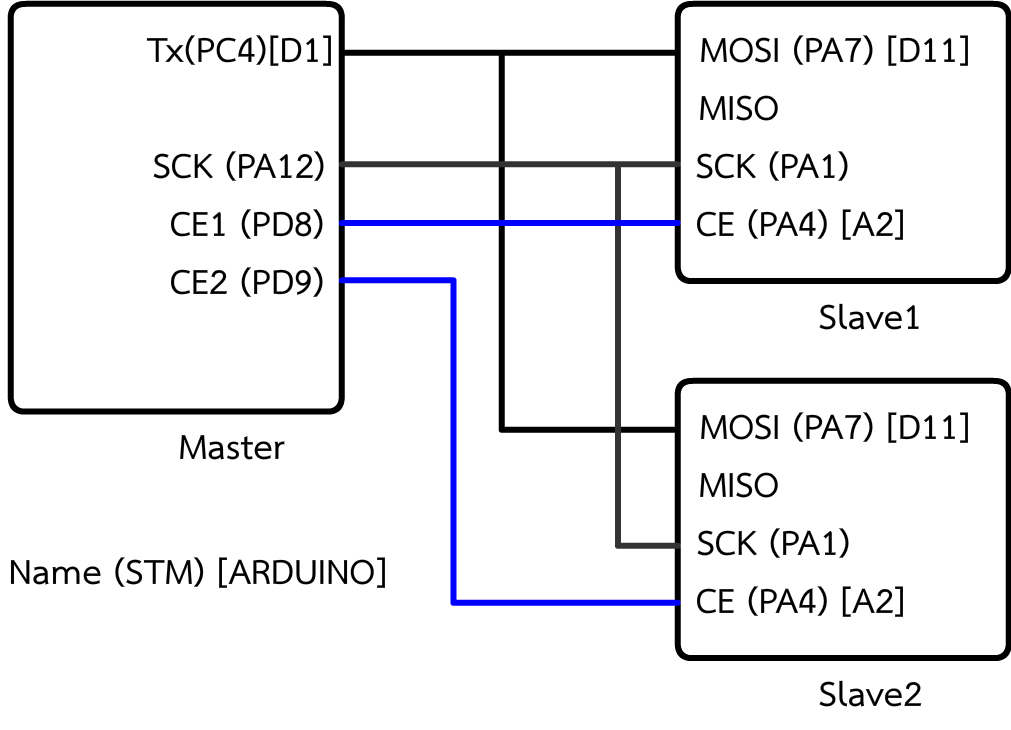 Tx(PC4)[D1]
SCK (PA12)
CE1 (PD8)
CE2 (PD9)
Master
MOSI (PA7) [D11]
MISO
SCK (PA1)
CE (PA4) [A2]
Slave1
MOSI (PA7) [D11]
MISO
SCK (PA1)
CE (PA4) [A2]
Slave2
Name (STM) [ARDUINO]